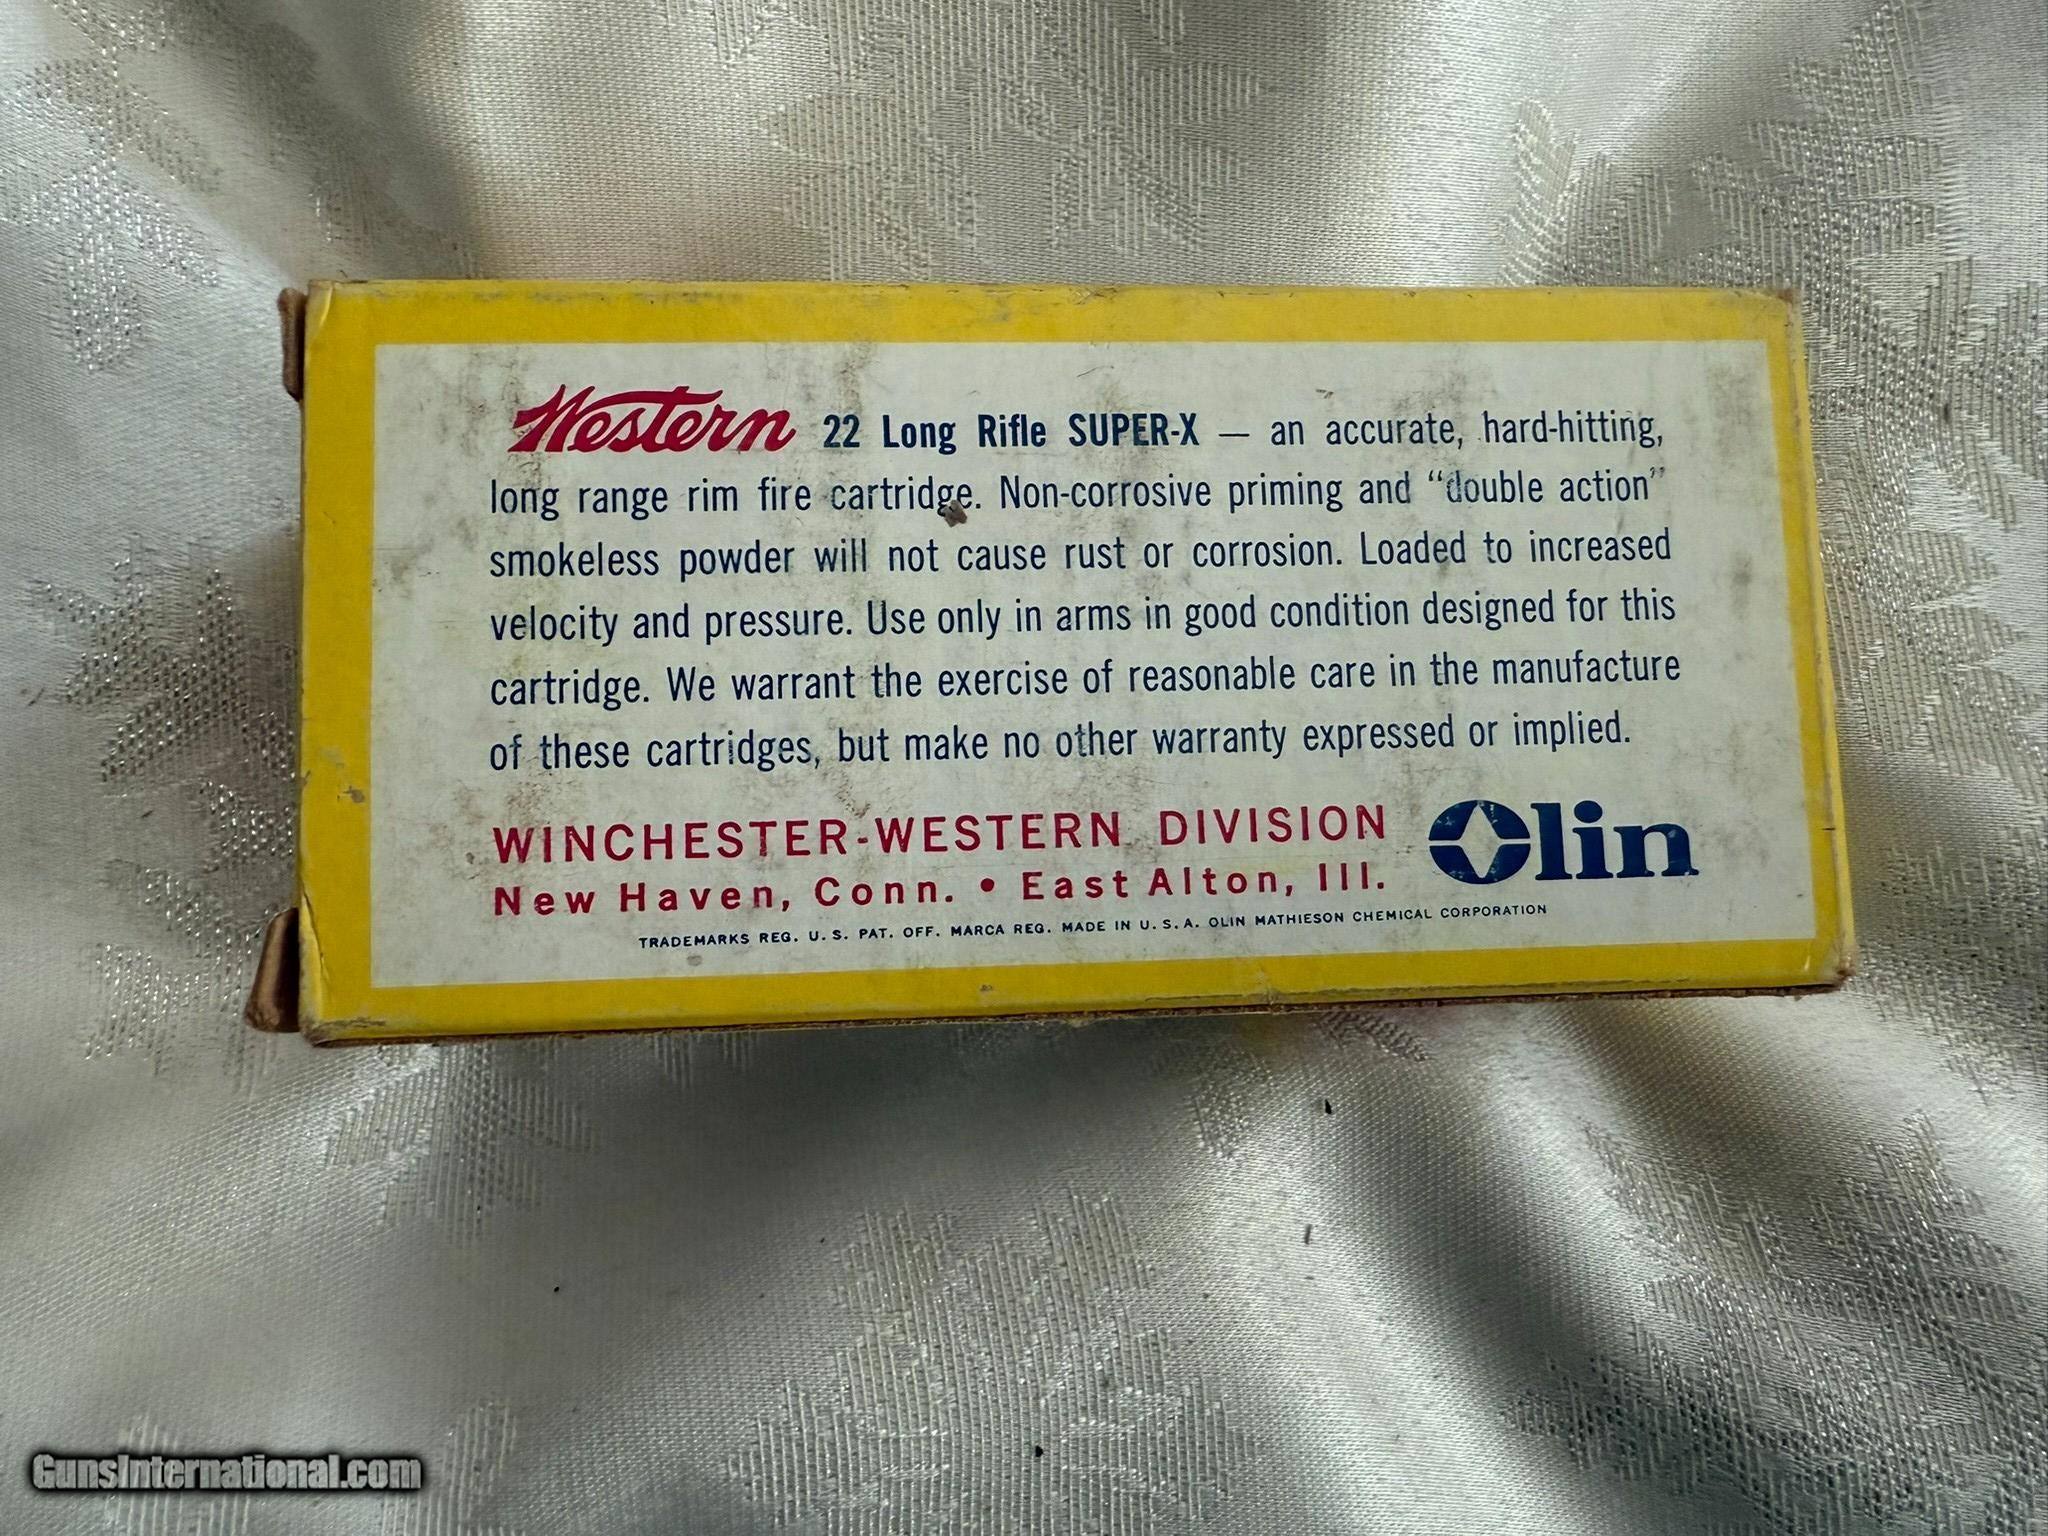 Western 22 Long Rifle SUPER-X — an accurate, hard-hitting,
long range rim fire cartridge. Non-corrosive priming and “double action”
smokeless powder will not cause rust or corrosion. Loaded to increased
velocity and pressure. Use only in arms in good condition designed for this
cartridge. We warrant the exercise of reasonable care in the manufacture
of these cartridges, but make no other warranty expressed or implied.
WINCHESTER-WESTERN DIVISION
New Haven, Conn. • East Alton, Ill.
Olin
TRADEMARKS REG. U. S. PAT. OFF. MARCA REG. MADE IN U. S. A. OLIN MATHIESON CHEMICAL CORPORATION
GunsInternational.com